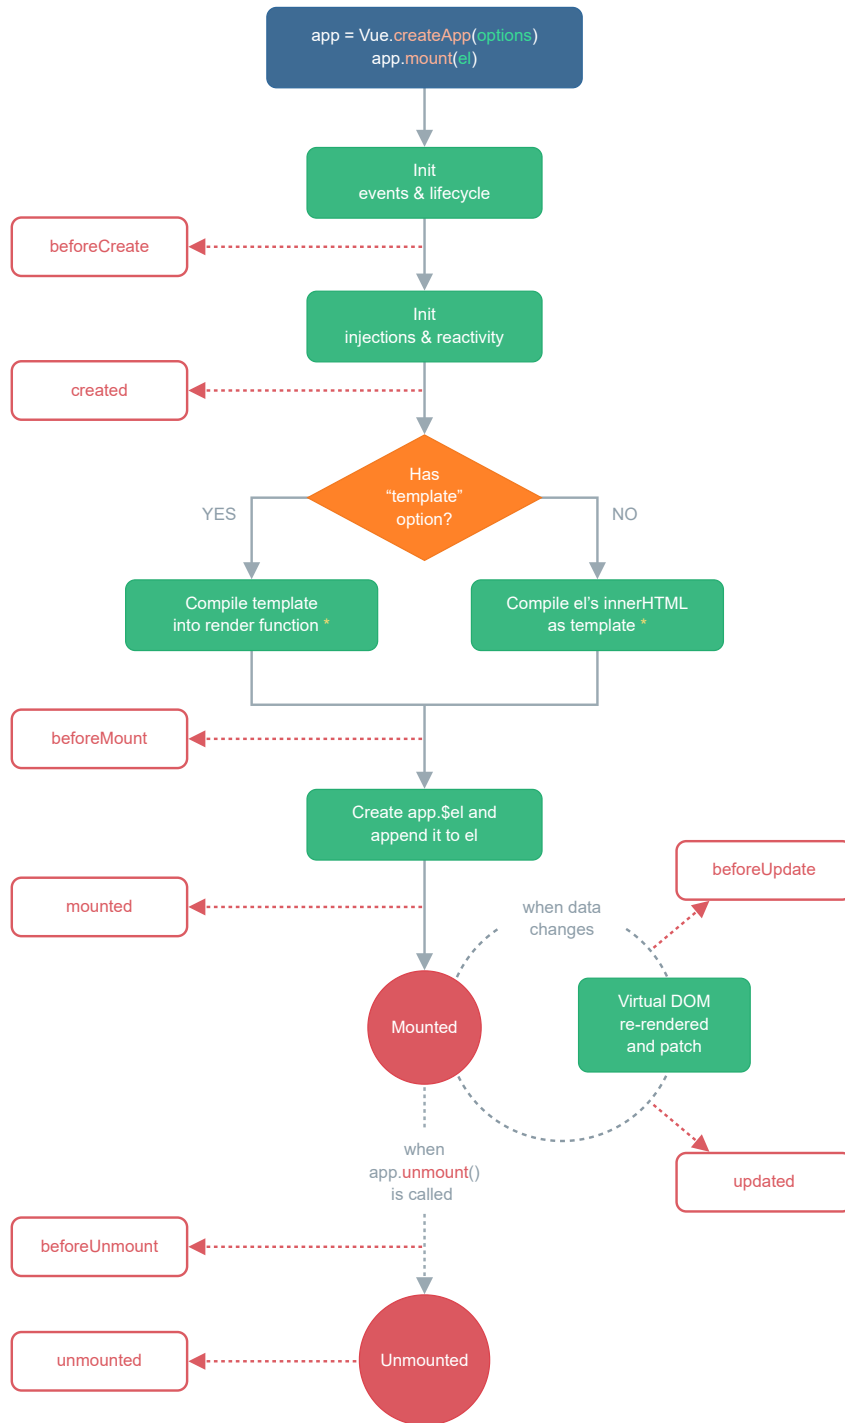 app = Vue.createApp(options)
app.mount(el)
Init
events & lifecycle
beforeCreate
Init
injections & reactivity
created
Has
“template”
option?
YES
NO
Compile template
into render function *
Compile el’s innerHTML
as template *
beforeMount
Create app.$el and
append it to el
beforeUpdate
mounted
when data
changes
Mounted
Virtual DOM
re-rendered
and patch
when
app.unmount()
is called
updated
beforeUnmount
unmounted
Unmounted